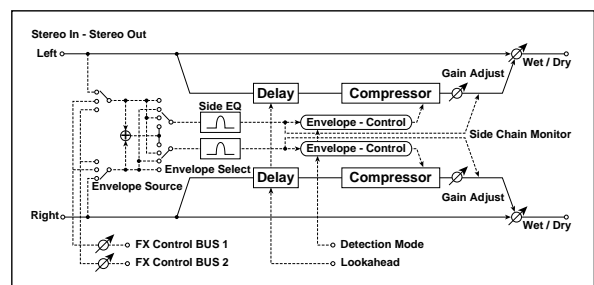 Stereo In - Stereo Out
Left
Wet / Dry
Side EQ
Delay
Compressor
Gain Adjust
Envelope - Control
Side Chain Monitor
Envelope - Control
Envelope Source
Envelope Select
Delay
Compressor
Gain Adjust
Right
Wet / Dry
FX Control BUS 1
Detection Mode
FX Control BUS 2
Lookahead